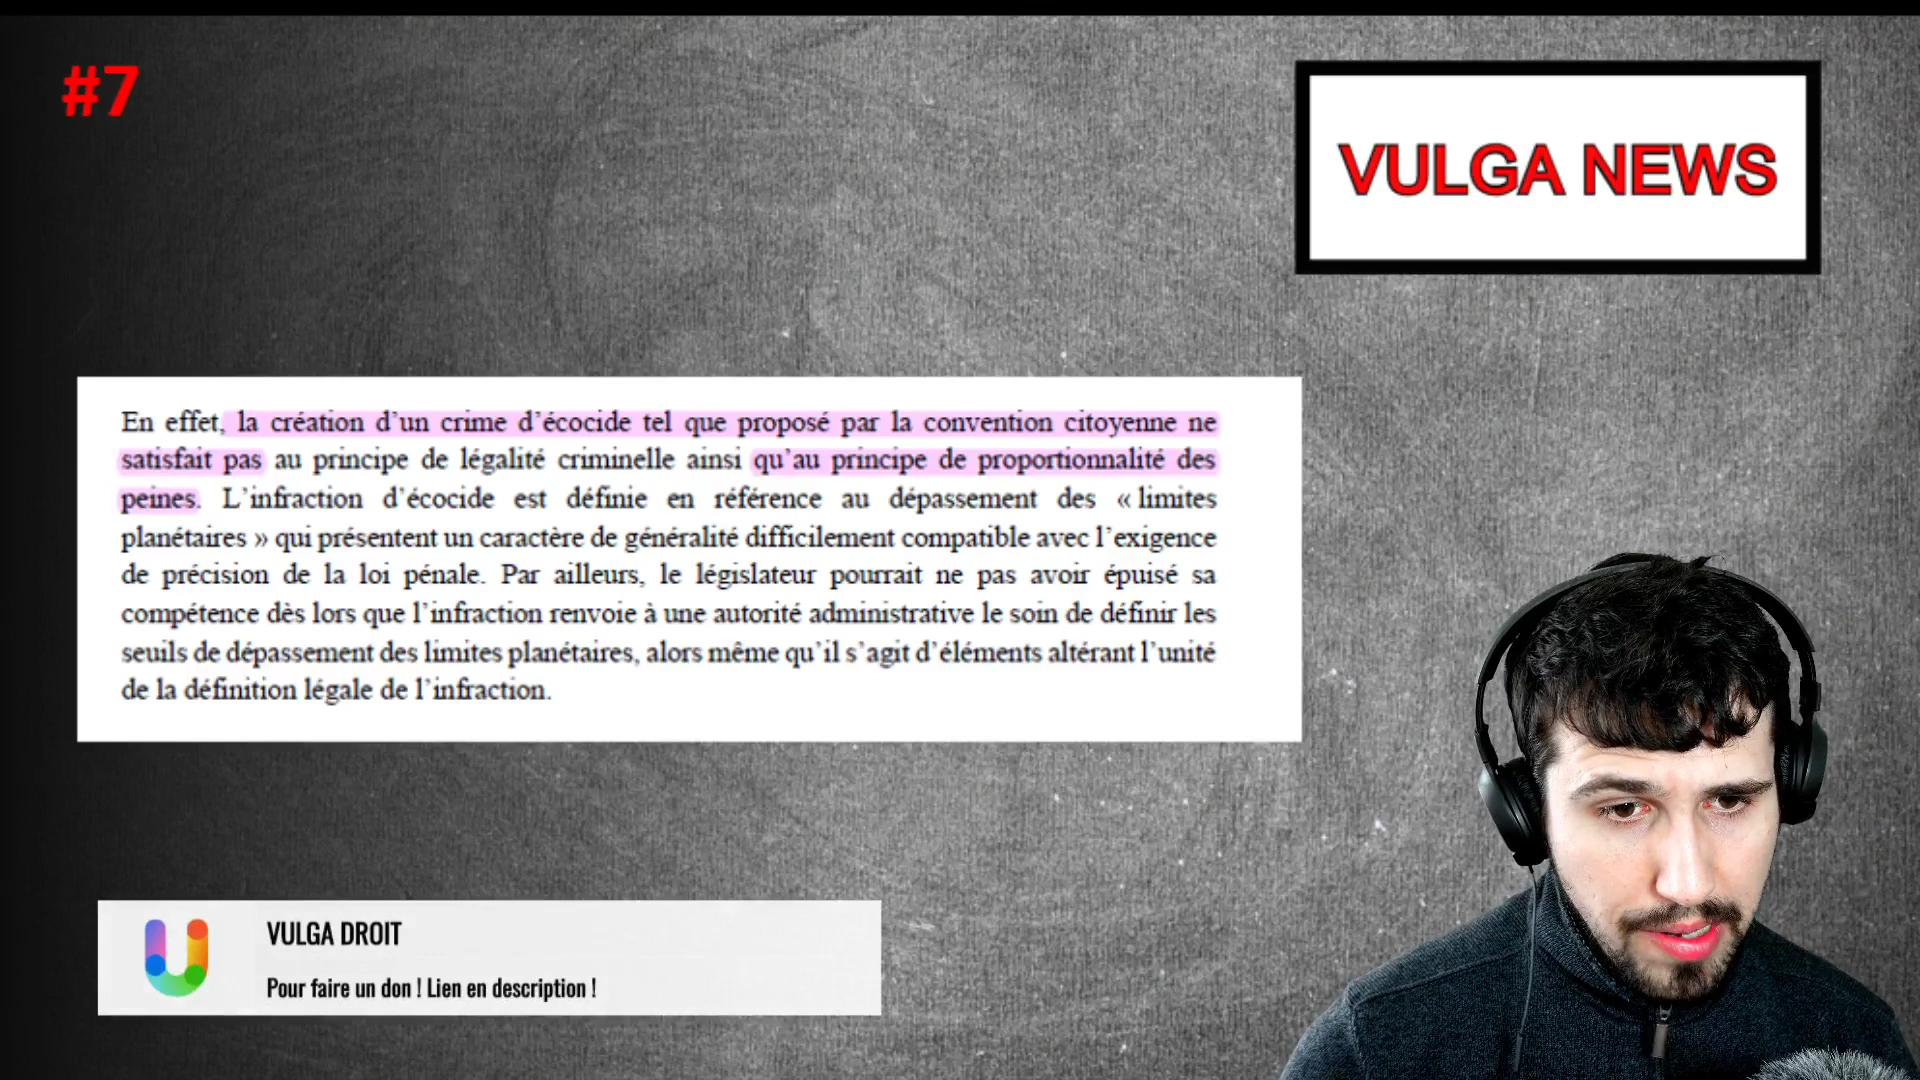 #7
VULGA NEWS
En effet, la création d’un crime d’écocide tel que proposé par la convention citoyenne ne
satisfait pas au principe de légalité criminelle ainsi qu’au principe de proportionnalité des
peines. L’infraction d’écocide est définie en référence au dépassement des « limites
planétaires » qui présentent un caractère de généralité difficilement compatible avec l’exigence
de précision de la loi pénale. Par ailleurs, le législateur pourrait ne pas avoir épuisé sa
compétence dès lors que l’infraction renvoie à une autorité administrative le soin de définir les
seuils de dépassement des limites planétaires, alors même qu’il s’agit d’éléments altérant l’unité
de la définition légale de l’infraction.
VULGA DROIT
Pour faire un don ! Lien en description !